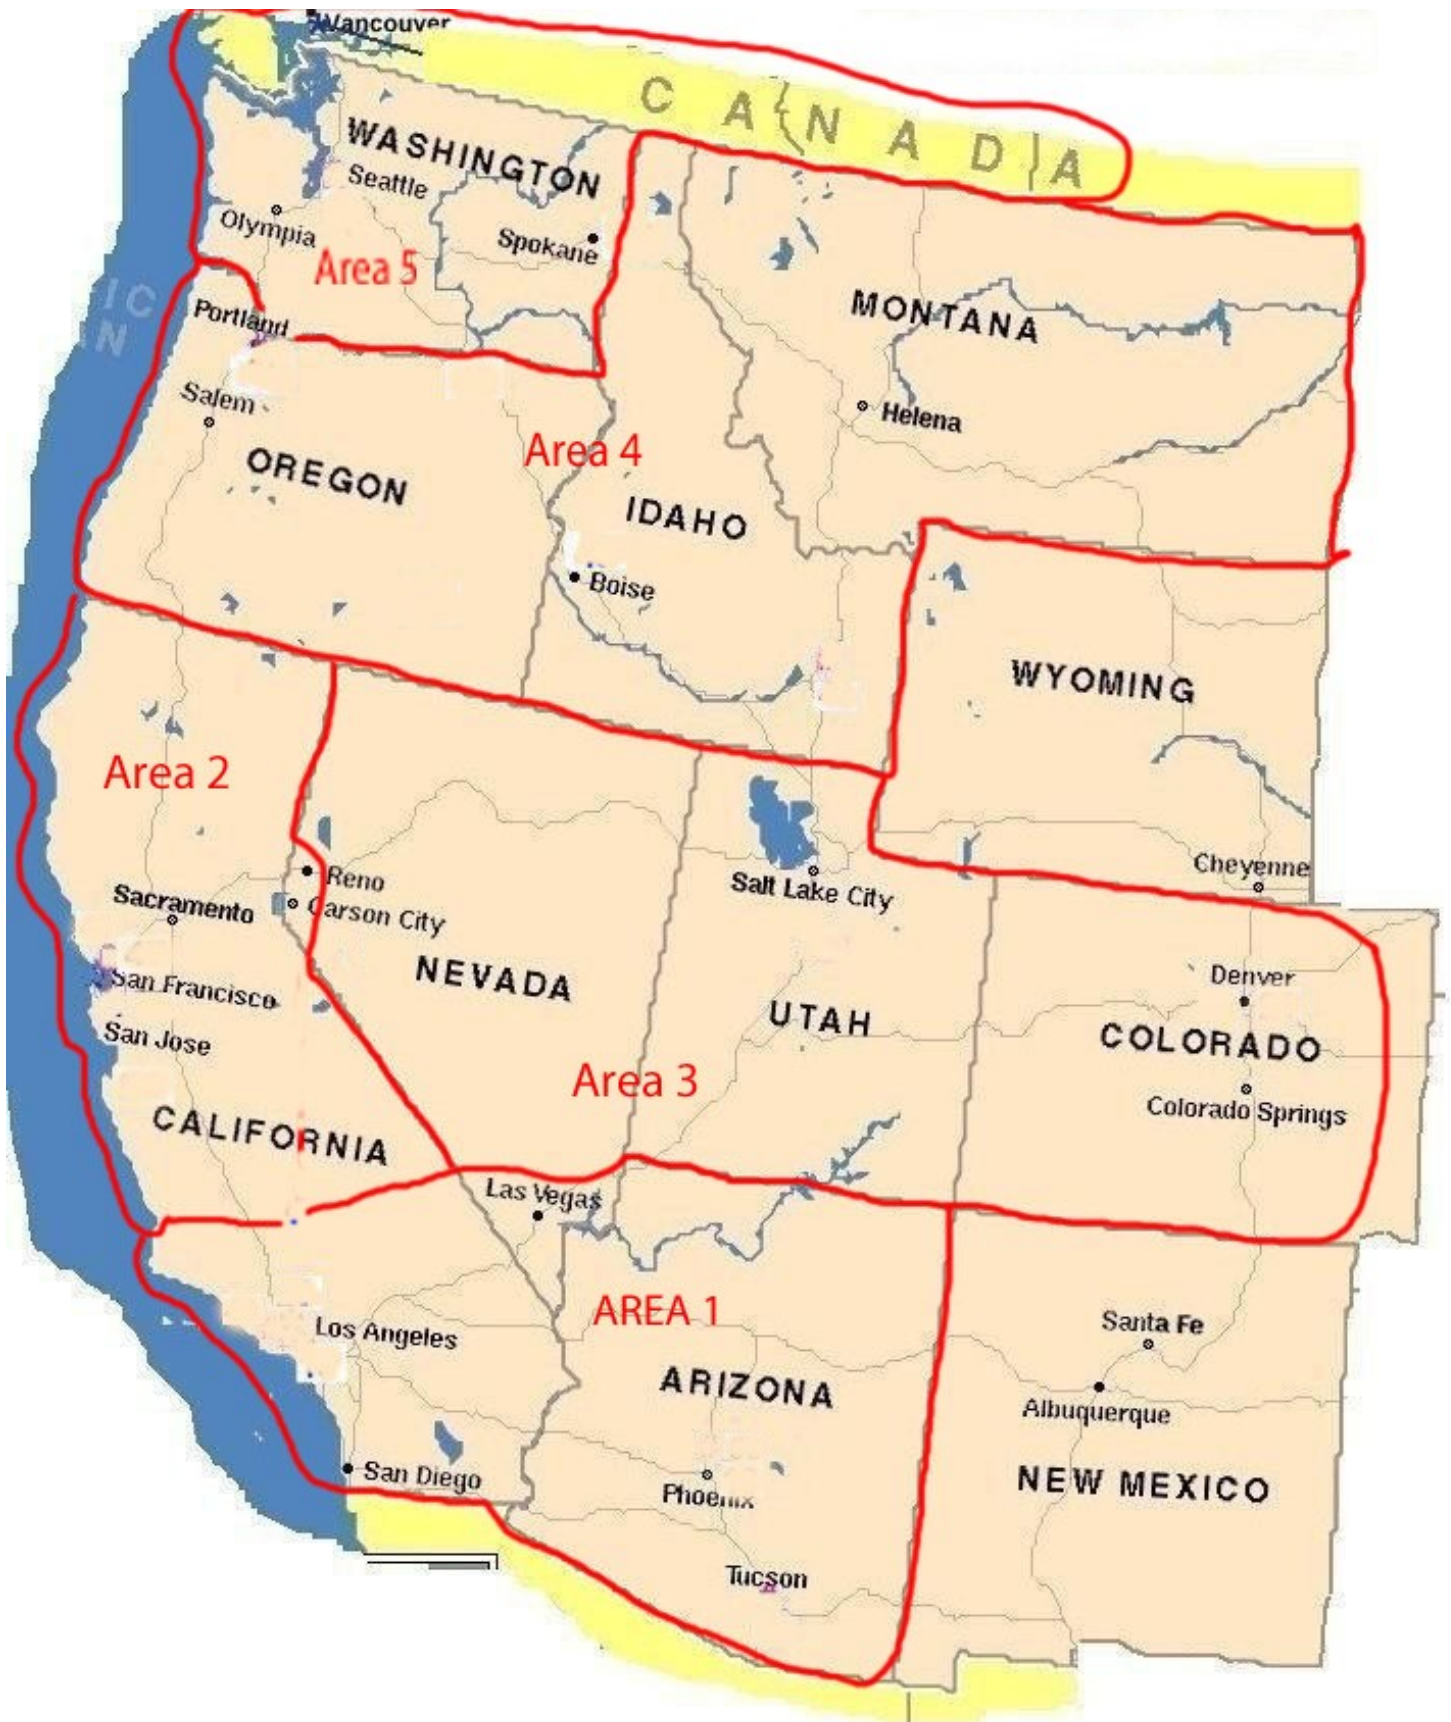 Vancouver
CANADA
WASHINGTON
Seattle
Olympia
Spokane
Area 5
IC
N
Portland
MONTANA
Salem
Helena
Area 4
OREGON
IDAHO
Boise
WYOMING
Area 2
Cheyenne
Reno
Salt Lake City
Sacramento
Carson City
NEVADA
San Francisco
Denver
UTAH
San Jose
COLORADO
Area 3
Colorado Springs
CALIFORNIA
Las Vegas
AREA 1
Los Angeles
Santa Fe
ARIZONA
Albuquerque
San Diego
NEW MEXICO
Phoenix
Tucson